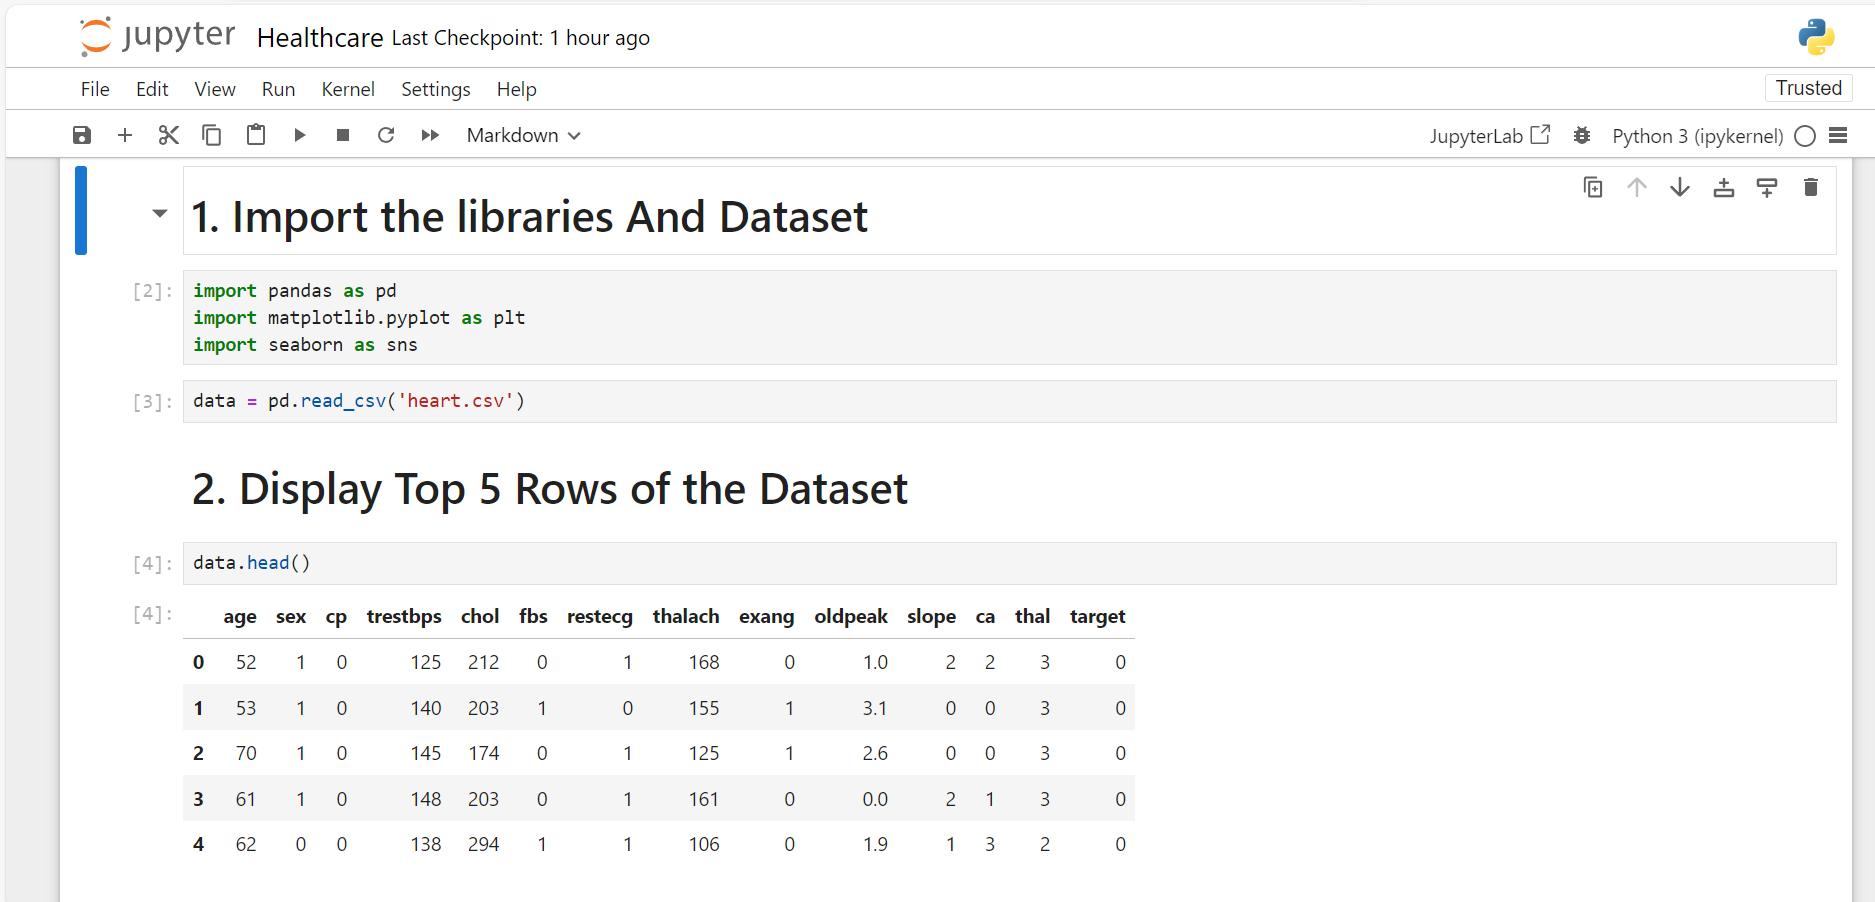 jupyter Healthcare Last Checkpoint: 1 hour ago
File Edit View Run Kernel Settings Help Trusted
Markdown JupyterLab Python 3 (ipykernel)
1. Import the libraries And Dataset
[2]: import pandas as pd
import matplotlib.pyplot as plt
import seaborn as sns
[3]: data = pd.read_csv('heart.csv')
2. Display Top 5 Rows of the Dataset
[4]: data.head()
[4]: age sex cp trestbps chol fbs restecg thalach exang oldpeak slope ca thal target
0 52 1 0 125 212 0 1 168 0 1.0 2 2 3 0
1 53 1 0 140 203 1 0 155 1 3.1 0 0 3 0
2 70 1 0 145 174 0 1 125 1 2.6 0 0 3 0
3 61 1 0 148 203 0 1 161 0 0.0 2 1 3 0
4 62 0 0 138 294 1 1 106 0 1.9 1 3 2 0